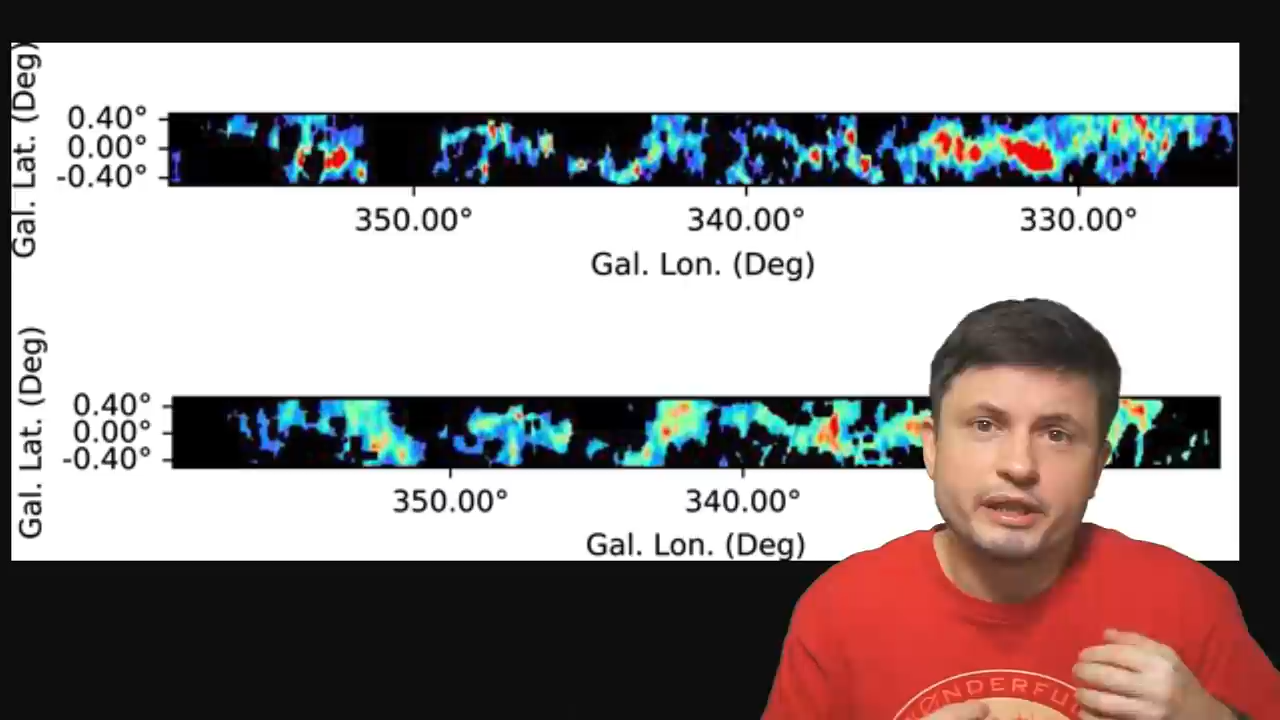 Gal. Lat. (Deg)
0.40°
0.00°
-0.40°
350.00°
340.00°
330.00°
Gal. Lon. (Deg)
Gal. Lat. (Deg)
0.40°
0.00°
-0.40°
350.00°
340.00°
Gal. Lon. (Deg)
WØNDERFUL